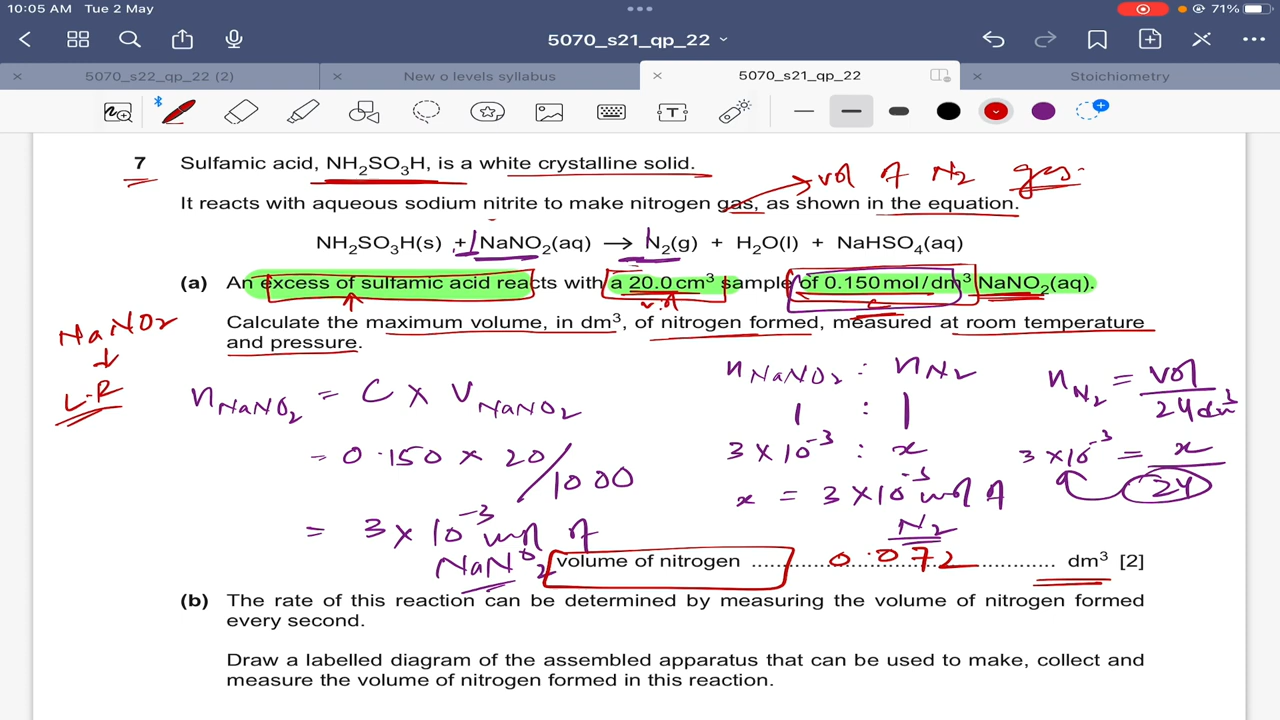 10:05 AM Tue 2 May
71%
5070_s21_qp_22
5070_s22_qp_22 (2)
New o levels syllabus
5070_s21_qp_22
Stoichiometry
7 Sulfamic acid, NH2SO3H, is a white crystalline solid.
vol of N2 gas.
It reacts with aqueous sodium nitrite to make nitrogen gas, as shown in the equation.
NH2SO3H(s) + 1 NaNO2(aq) → 1 N2(g) + H2O(l) + NaHSO4(aq)
(a) An excess of sulfamic acid reacts with a 20.0 cm³ sample of 0.150 mol/dm³ NaNO2(aq).
vol
c
Calculate the maximum volume, in dm³, of nitrogen formed, measured at room temperature
and pressure.
NaNO2
↓
L.R
nNaNO2 = C × VNaNO2
= 0.150 × 20/1000
= 3 × 10⁻³ mol of
NaNO2
nNaNO2 : nN2
1 : 1
3 × 10⁻³ : x
x = 3 × 10⁻³ mol of
N2
nN2 = vol / 24 dm³
3 × 10⁻³ = x / 24
volume of nitrogen .... 0.072 .... dm³ [2]
(b) The rate of this reaction can be determined by measuring the volume of nitrogen formed
every second.
Draw a labelled diagram of the assembled apparatus that can be used to make, collect and
measure the volume of nitrogen formed in this reaction.